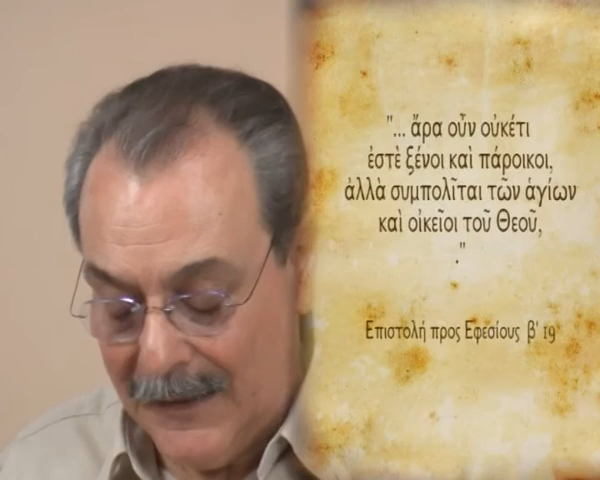 "... ἄρα οὖν οὐκέτι
ἐστὲ ξένοι καὶ πάροικοι,
ἀλλὰ συμπολῖται τῶν ἁγίων
καὶ οἰκεῖοι τοῦ Θεοῦ,
."
Επιστολή προς Εφεσίους β' 19